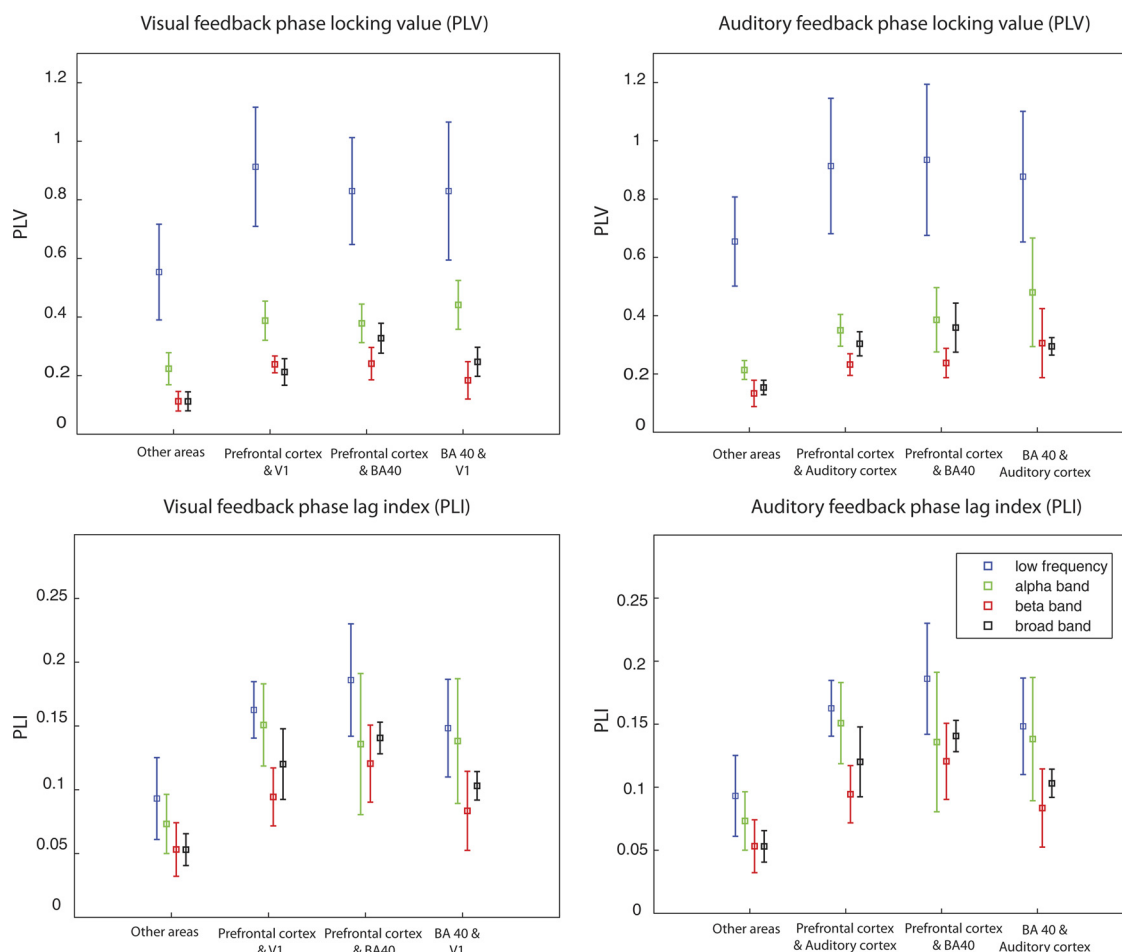 Visual feedback phase locking value (PLV)
1.2
1
0.8
0.6
0.4
0.2
0
PLV
Other areas
Prefrontal cortex
& V1
Prefrontal cortex
& BA40
BA 40 &
V1
Auditory feedback phase locking value (PLV)
1.2
1
0.8
0.6
0.4
0.2
0
PLV
Other areas
Prefrontal cortex
& Auditory cortex
Prefrontal cortex
& BA40
BA 40 &
Auditory cortex
Visual feedback phase lag index (PLI)
0.25
0.2
0.15
0.1
0.05
0
PLI
Other areas
Prefrontal cortex
& V1
Prefrontal cortex
& BA40
BA 40 &
V1
Auditory feedback phase lag index (PLI)
low frequency
alpha band
beta band
broad band
0.25
0.2
0.15
0.1
0.05
0
PLI
Other areas
Prefrontal cortex
& Auditory cortex
Prefrontal cortex
& BA40
BA 40 &
Auditory cortex